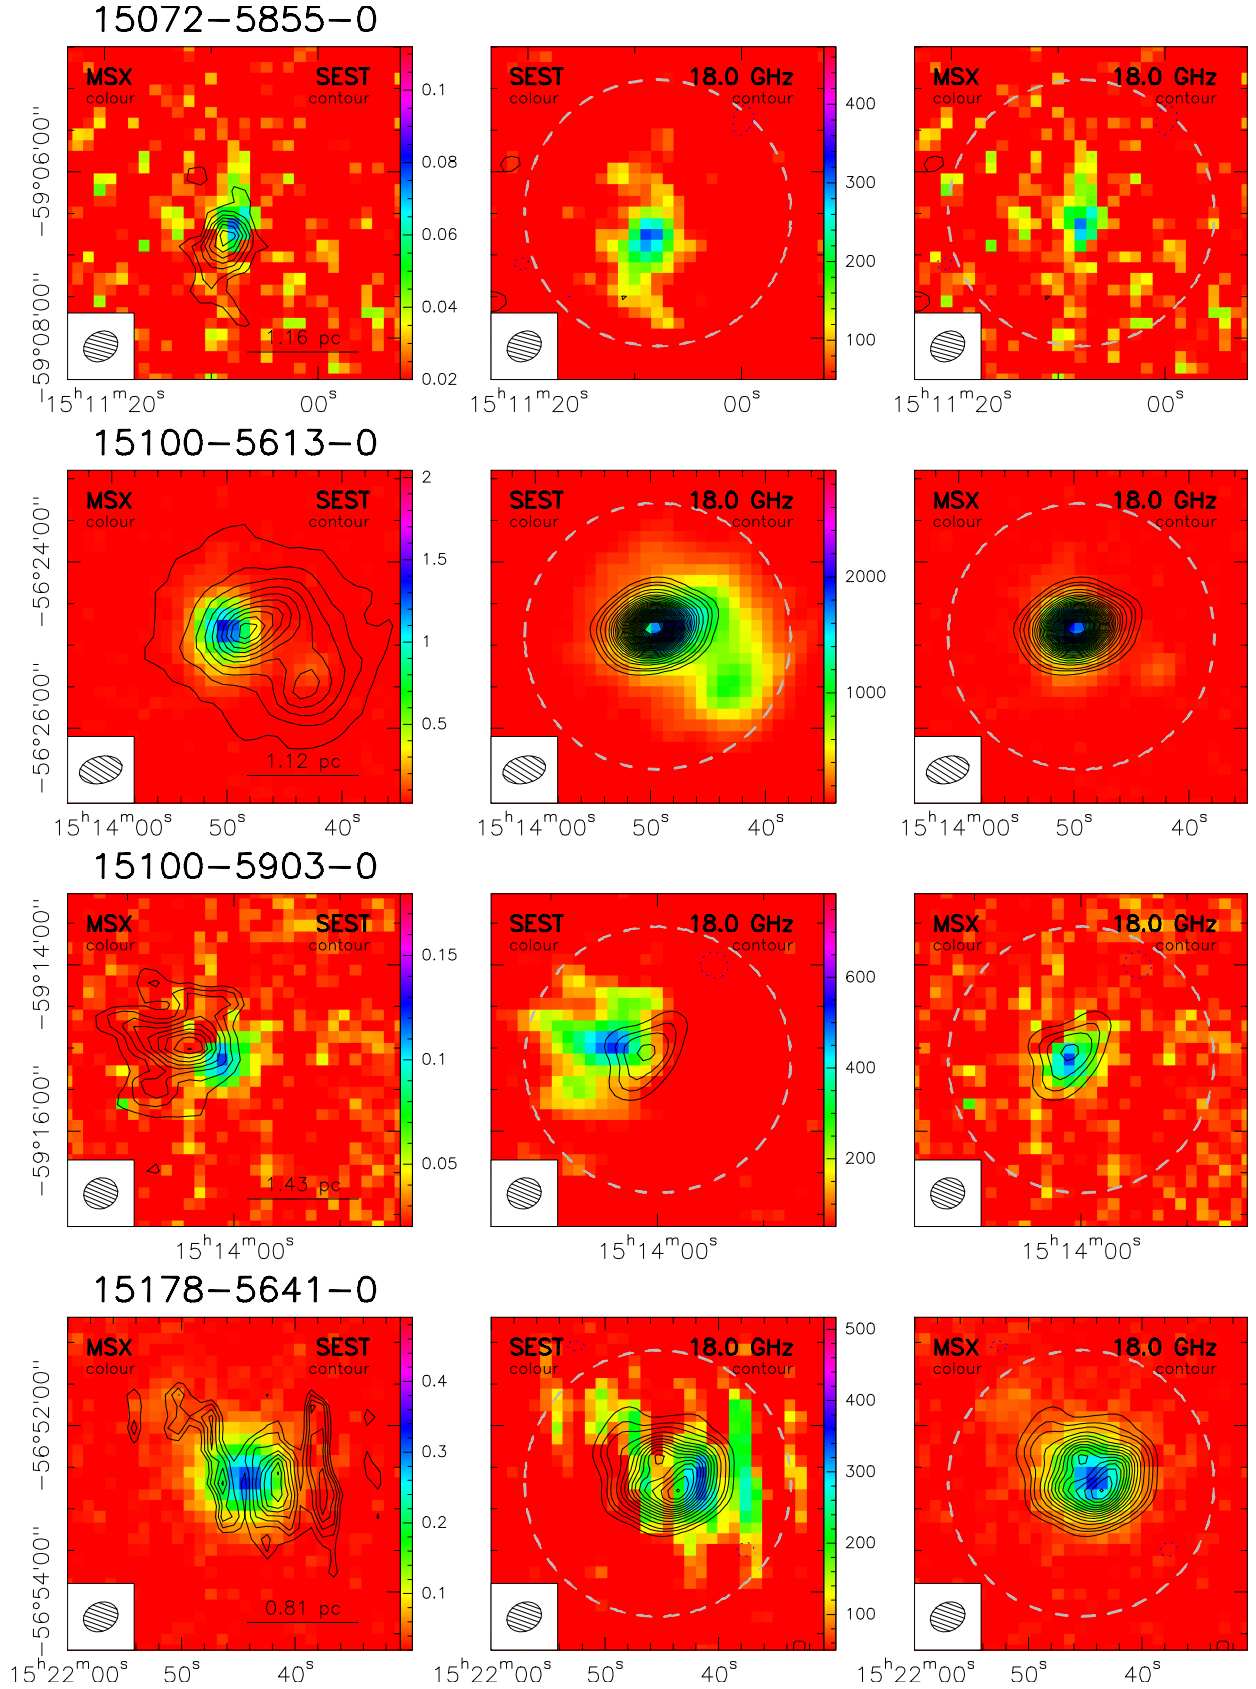 15072−5855−0
MSX SEST
colour contour
SEST 18.0 GHz
colour contour
MSX 18.0 GHz
colour contour
0.1
0.08
0.06
0.04
0.02
400
300
200
100
−59°06'00''
−59°08'00''
1.16 pc
15ʰ11ᵐ20ˢ 00ˢ
15ʰ11ᵐ20ˢ 00ˢ
15ʰ11ᵐ20ˢ 00ˢ
15100−5613−0
MSX SEST
colour contour
SEST 18.0 GHz
colour contour
MSX 18.0 GHz
colour contour
2
1.5
1
0.5
2000
1000
−56°24'00''
−56°26'00''
1.12 pc
15ʰ14ᵐ00ˢ 50ˢ 40ˢ
15ʰ14ᵐ00ˢ 50ˢ 40ˢ
15ʰ14ᵐ00ˢ 50ˢ 40ˢ
15100−5903−0
MSX SEST
colour contour
SEST 18.0 GHz
colour contour
MSX 18.0 GHz
colour contour
0.15
0.1
0.05
600
400
200
−59°14'00''
−59°16'00''
1.43 pc
15ʰ14ᵐ00ˢ
15ʰ14ᵐ00ˢ
15ʰ14ᵐ00ˢ
15178−5641−0
MSX SEST
colour contour
SEST 18.0 GHz
colour contour
MSX 18.0 GHz
colour contour
0.4
0.3
0.2
0.1
500
400
300
200
100
−56°52'00''
−56°54'00''
0.81 pc
15ʰ22ᵐ00ˢ 50ˢ 40ˢ
15ʰ22ᵐ00ˢ 50ˢ 40ˢ
15ʰ22ᵐ00ˢ 50ˢ 40ˢ